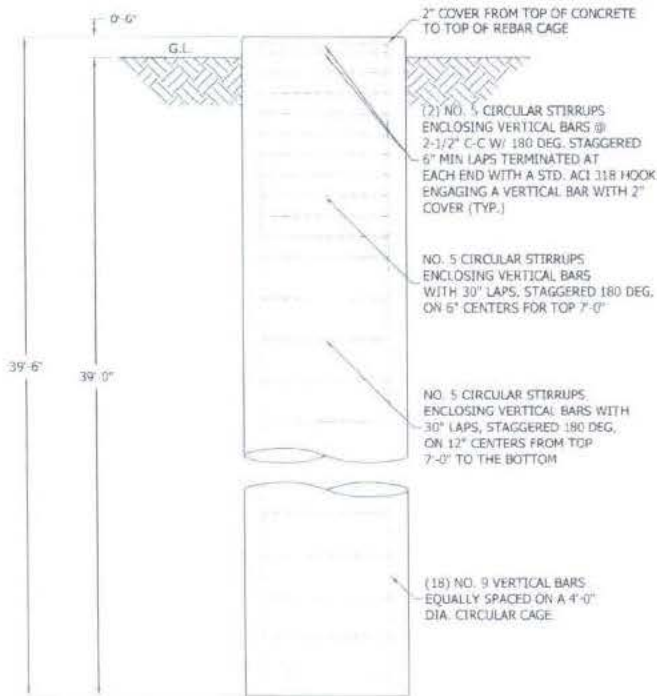 2" COVER FROM TOP OF CONCRETE
TO TOP OF REBAR CAGE
0'-6"
G.L.
(2) NO. 5 CIRCULAR STIRRUPS
ENCLOSING VERTICAL BARS @
2-1/2" C-C W/ 180 DEG. STAGGERED
6" MIN LAPS TERMINATED AT
EACH END WITH A STD. ACI 318 HOOK
ENGAGING A VERTICAL BAR WITH 2"
COVER (TYP.)
NO. 5 CIRCULAR STIRRUPS
ENCLOSING VERTICAL BARS
WITH 30" LAPS, STAGGERED 180 DEG.
ON 6" CENTERS FOR TOP 7'-0"
39'-6"
39'-0"
NO. 5 CIRCULAR STIRRUPS
ENCLOSING VERTICAL BARS WITH
30" LAPS, STAGGERED 180 DEG.
ON 12" CENTERS FROM TOP
7'-0" TO THE BOTTOM
(18) NO. 9 VERTICAL BARS
EQUALLY SPACED ON A 4'-0"
DIA. CIRCULAR CAGE